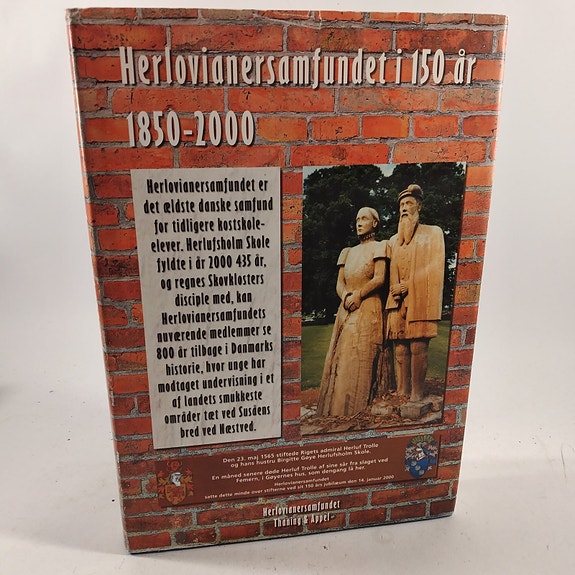 Herlovianersamfundet i 150 år
1850-2000
Herlovianersamfundet er
det ældste danske samfund
for tidligere kostskole-
elever. Herlufsholm Skole
fyldte i år 2000 435 år,
og regnes Skovklosters
disciple med, kan
Herlovianersamfundets
nuværende medlemmer se
800 år tilbage i Danmarks
historie, hvor unge har
modtaget undervisning i et
af landets smukkeste
områder tæt ved Susåens
bred ved Næstved.
Den 23. maj 1565 stiftede Rigets admiral Herluf Trolle
og hans hustru Birgitte Gøye Herlufsholm Skole.
En måned senere døde Herluf Trolle af sine sår fra slaget ved
Femern, i Gøyernes hus, som dengang lå her.
Herlovianersamfundet
satte dette minde over stifterne ved sit 150 års jubilæum den 14. januar 2000
Herlovianersamfundet
Thaning & Appel